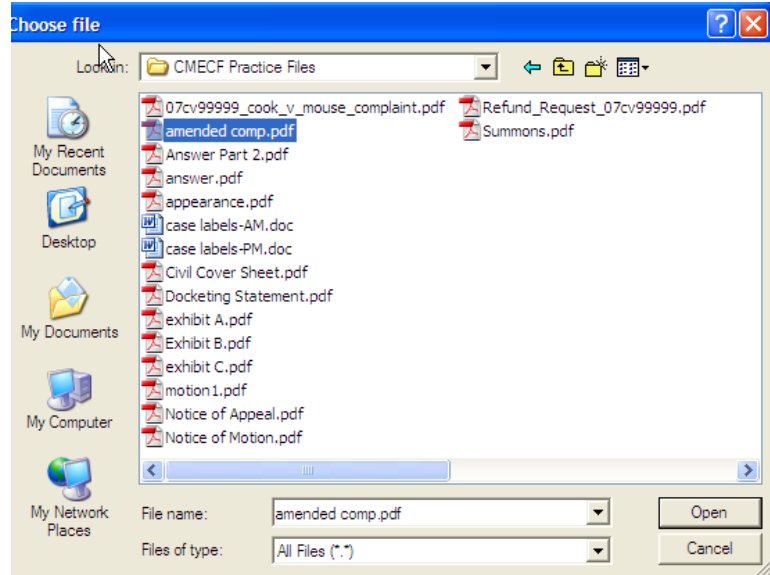 Choose file
Look in:
CMECF Practice Files
My Recent
Documents
Desktop
My Documents
My Computer
My Network
Places
07cv99999_cook_v_mouse_complaint.pdf
amended comp.pdf
Answer Part 2.pdf
answer.pdf
appearance.pdf
case labels-AM.doc
case labels-PM.doc
Civil Cover Sheet.pdf
Docketing Statement.pdf
exhibit A.pdf
Exhibit B.pdf
exhibit C.pdf
motion1.pdf
Notice of Appeal.pdf
Notice of Motion.pdf
Refund_Request_07cv99999.pdf
Summons.pdf
File name:
amended comp.pdf
Open
Files of type:
All Files (*.*)
Cancel